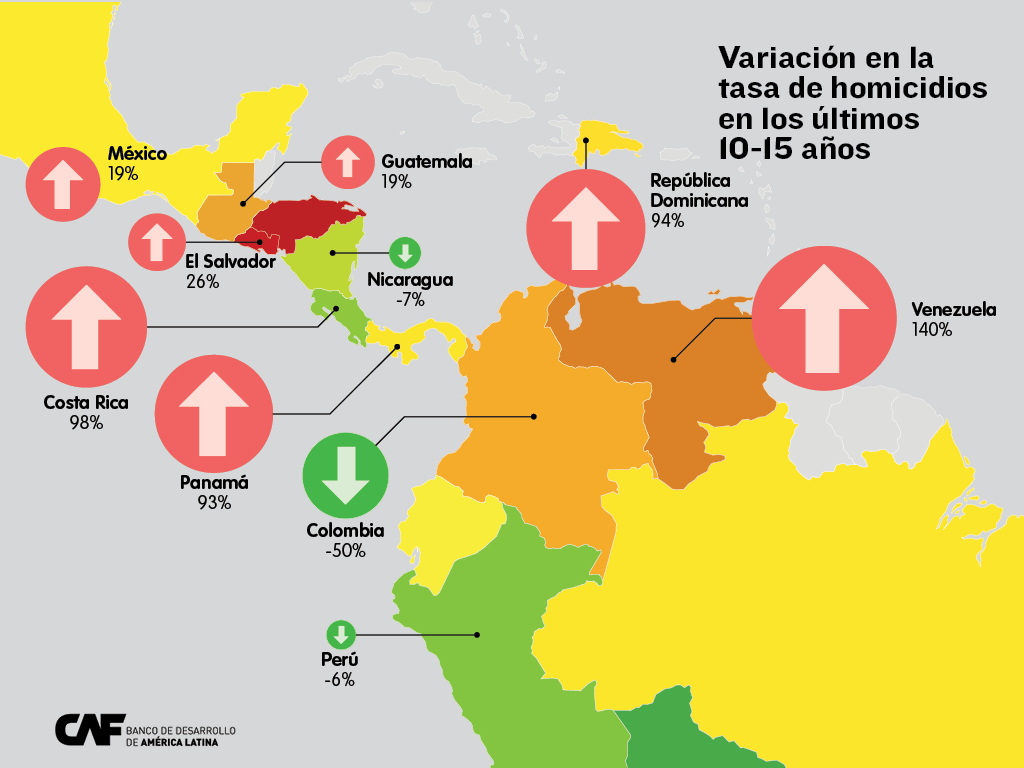 Variación en la
tasa de homicidios
en los últimos
10-15 años
México
19%
Guatemala
19%
República
Dominicana
94%
El Salvador
26%
Nicaragua
-7%
Venezuela
140%
Costa Rica
98%
Panamá
93%
Colombia
-50%
Perú
-6%
CAF
BANCO DE DESARROLLO
DE AMÉRICA LATINA